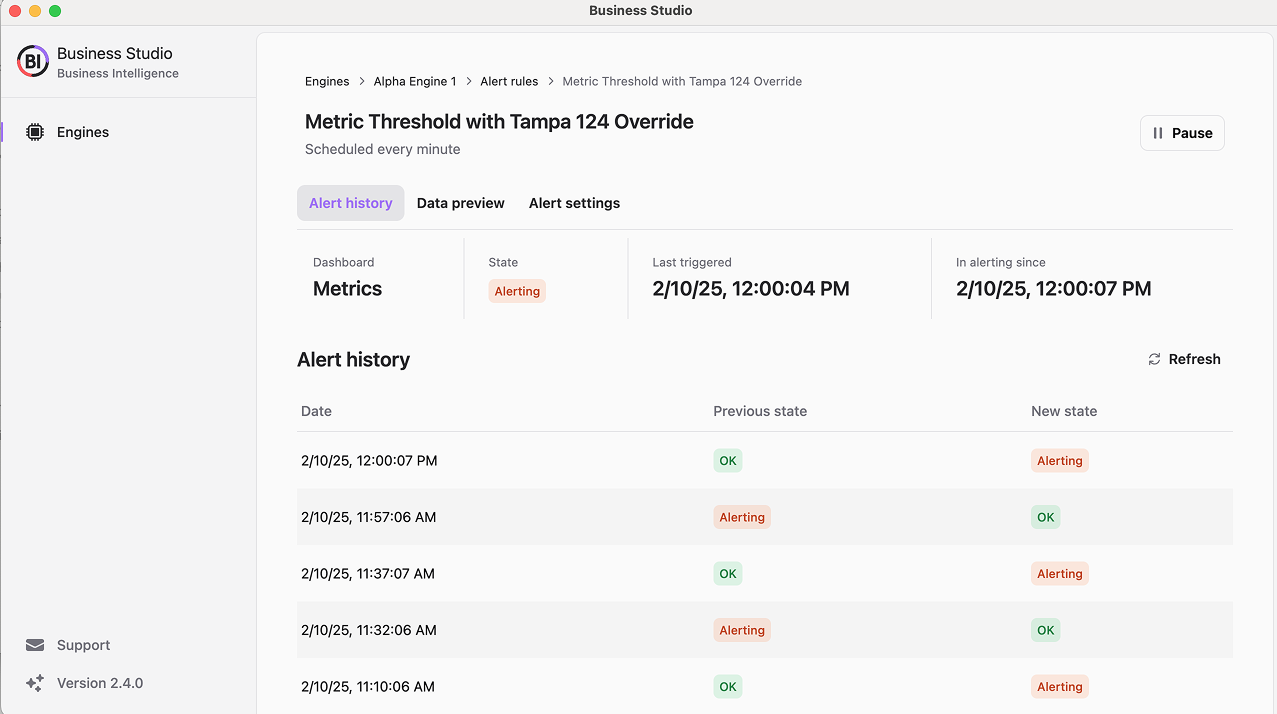 Business Studio
BI
Business Studio
Business Intelligence
Engines
Support
Version 2.4.0
Engines > Alpha Engine 1 > Alert rules > Metric Threshold with Tampa 124 Override
Metric Threshold with Tampa 124 Override
Scheduled every minute
Pause
Alert history Data preview Alert settings
Dashboard State Last triggered In alerting since
Metrics Alerting 2/10/25, 12:00:04 PM 2/10/25, 12:00:07 PM
Alert history Refresh
Date Previous state New state
2/10/25, 12:00:07 PM OK Alerting
2/10/25, 11:57:06 AM Alerting OK
2/10/25, 11:37:07 AM OK Alerting
2/10/25, 11:32:06 AM Alerting OK
2/10/25, 11:10:06 AM OK Alerting